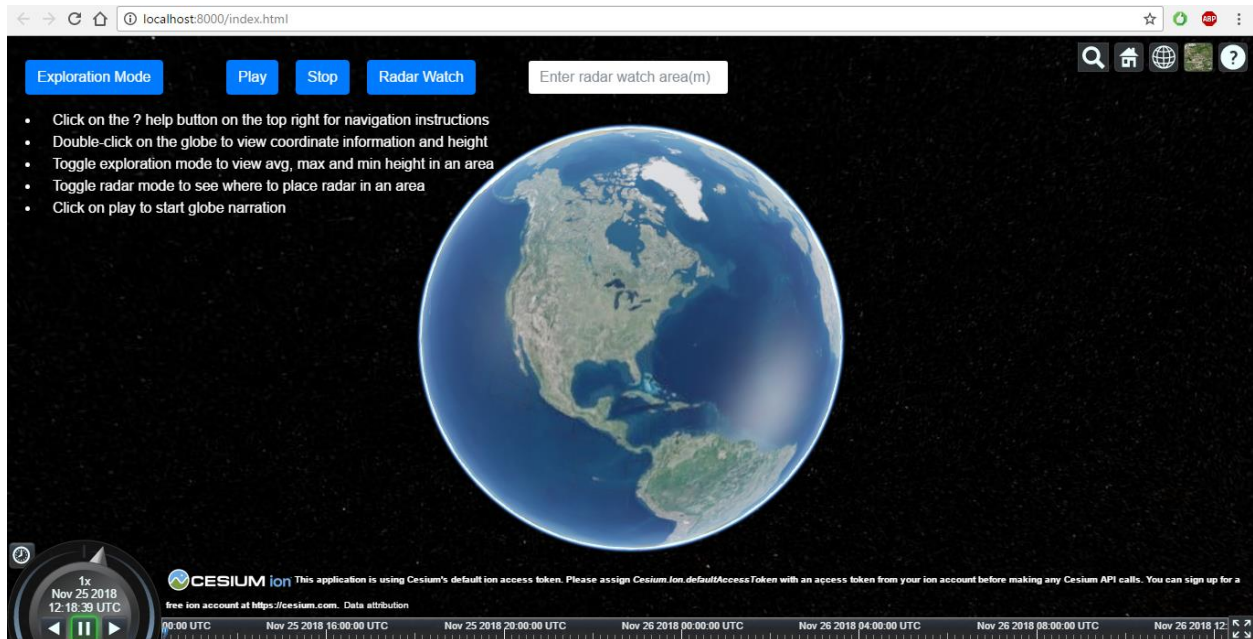 localhost:8000/index.html
ABP
Exploration Mode
Play
Stop
Radar Watch
Enter radar watch area(m)
?
• Click on the ? help button on the top right for navigation instructions
• Double-click on the globe to view coordinate information and height
• Toggle exploration mode to view avg, max and min height in an area
• Toggle radar mode to see where to place radar in an area
• Click on play to start globe narration
1x
Nov 25 2018
12:18:39 UTC
CESIUM ion This application is using Cesium's default ion access token. Please assign Cesium.Ion.defaultAccessToken with an access token from your ion account before making any Cesium API calls. You can sign up for a
free ion account at https://cesium.com. Data attribution
00:00 UTC Nov 25 2018 16:00:00 UTC Nov 25 2018 20:00:00 UTC Nov 26 2018 00:00:00 UTC Nov 26 2018 04:00:00 UTC Nov 26 2018 08:00:00 UTC Nov 26 2018 12: